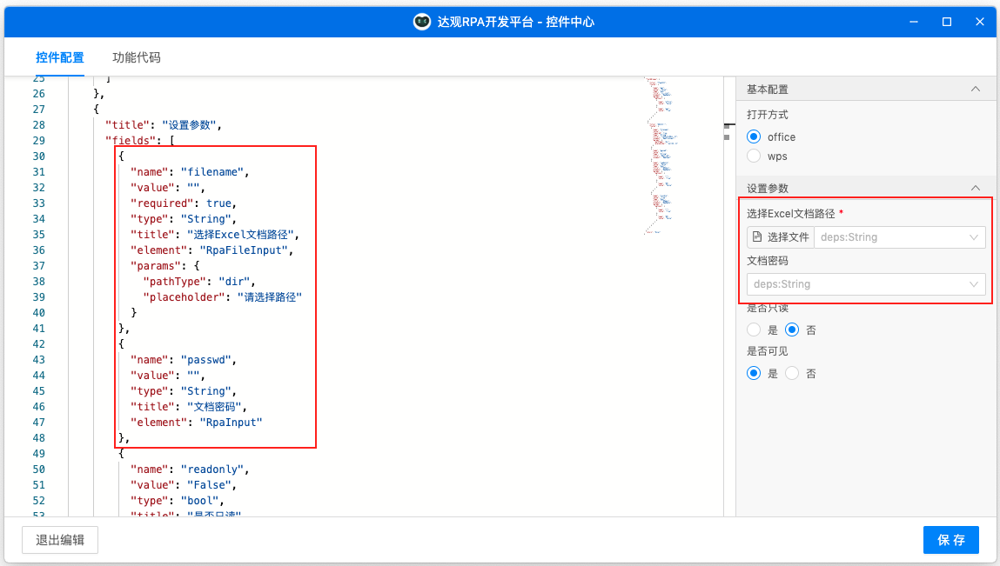 达观RPA开发平台 - 控件中心
控件配置
功能代码
25 ]
26 },
27 {
28 "title": "设置参数",
29 "fields": [
30 {
31 "name": "filename",
32 "value": "",
33 "required": true,
34 "type": "String",
35 "title": "选择Excel文档路径",
36 "element": "RpaFileInput",
37 "params": {
38 "pathType": "dir",
39 "placeholder": "请选择路径"
40 }
41 },
42 {
43 "name": "passwd",
44 "value": "",
45 "type": "String",
46 "title": "文档密码",
47 "element": "RpaInput"
48 },
49 {
50 "name": "readonly",
51 "value": "False",
52 "type": "bool",
53 "title": "是否只读"
基本配置
打开方式
office
wps
设置参数
选择Excel文档路径 *
选择文件 deps:String
文档密码
deps:String
是否只读
是 否
是否可见
是 否
退出编辑
保 存